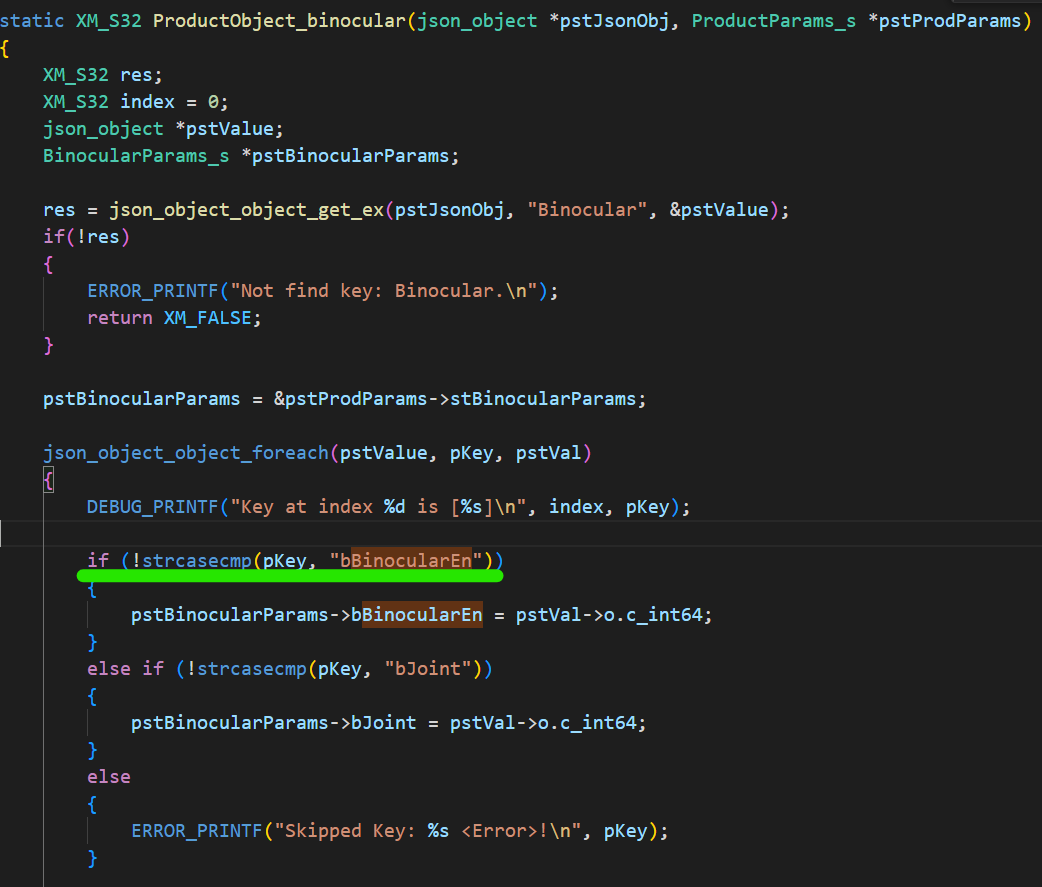 static XM_S32 ProductObject_binocular(json_object *pstJsonObj, ProductParams_s *pstProdParams)
{
XM_S32 res;
XM_S32 index = 0;
json_object *pstValue;
BinocularParams_s *pstBinocularParams;
res = json_object_object_get_ex(pstJsonObj, "Binocular", &pstValue);
if(!res)
{
ERROR_PRINTF("Not find key: Binocular.\n");
return XM_FALSE;
}
pstBinocularParams = &pstProdParams->stBinocularParams;
json_object_object_foreach(pstValue, pKey, pstVal)
{
DEBUG_PRINTF("Key at index %d is [%s]\n", index, pKey);
if (!strcasecmp(pKey, "bBinocularEn"))
{
pstBinocularParams->bBinocularEn = pstVal->o.c_int64;
}
else if (!strcasecmp(pKey, "bJoint"))
{
pstBinocularParams->bJoint = pstVal->o.c_int64;
}
else
{
ERROR_PRINTF("Skipped Key: %s <Error>!\n", pKey);
}